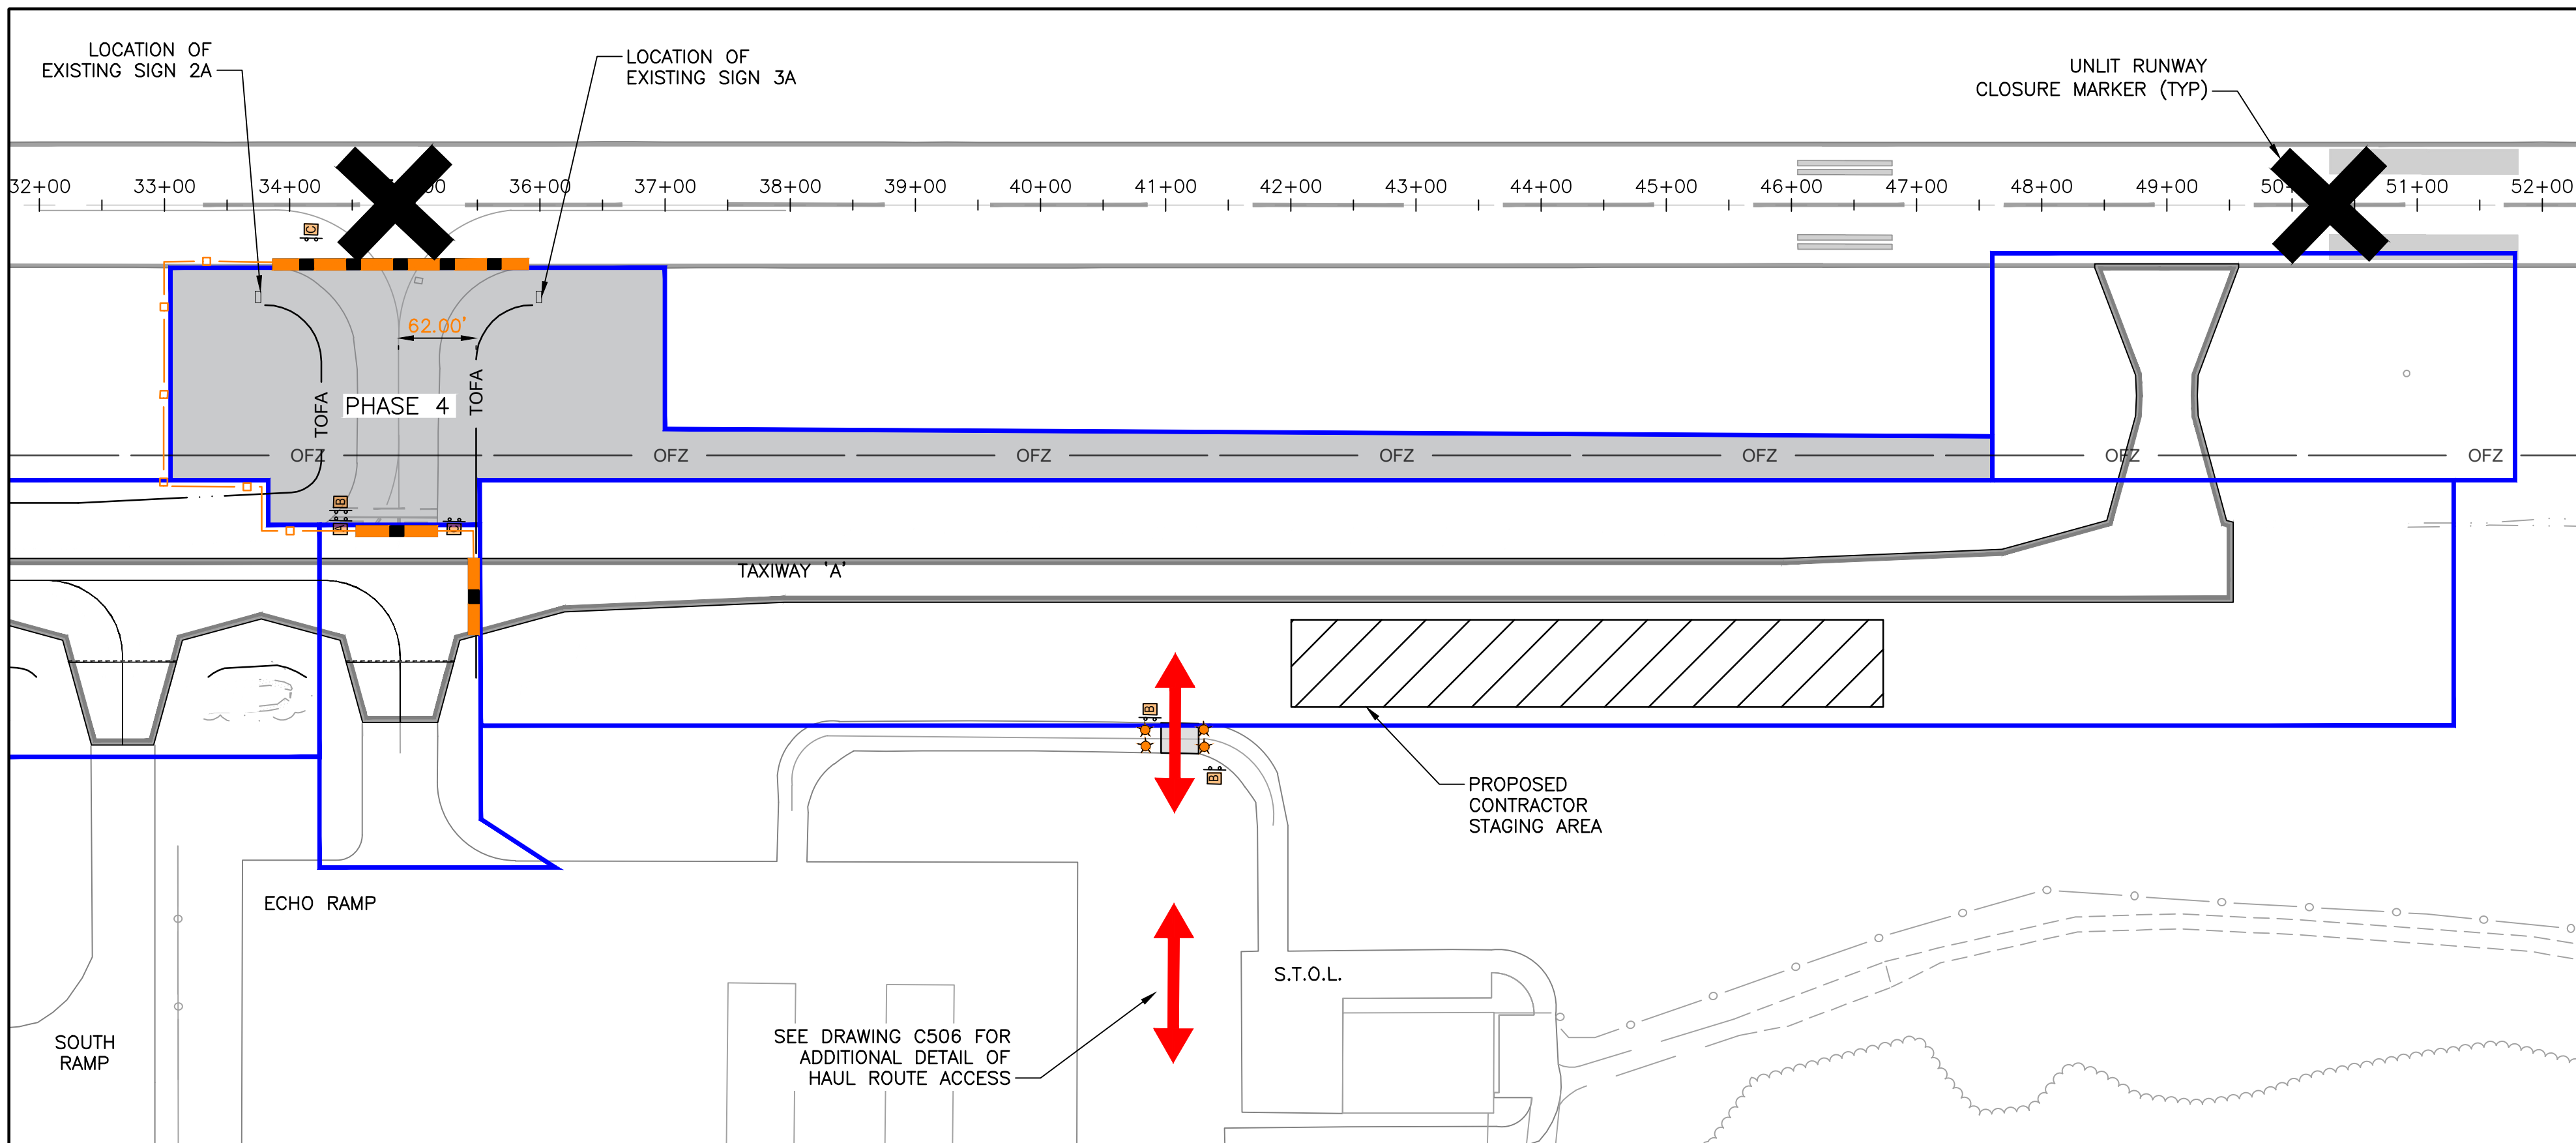 LOCATION OF
EXISTING SIGN 2A
LOCATION OF
EXISTING SIGN 3A
UNLIT RUNWAY
CLOSURE MARKER (TYP)
32+00 33+00 34+00 36+00 37+00 38+00 39+00 40+00 41+00 42+00 43+00 44+00 45+00 46+00 47+00 48+00 49+00 51+00 52+00
C
62.00'
TOFA
TOFA
PHASE 4
OFZ OFZ OFZ OFZ OFZ OFZ OFZ
B
A
TAXIWAY 'A'
B
B
PROPOSED
CONTRACTOR
STAGING AREA
ECHO RAMP
S.T.O.L.
SEE DRAWING C506 FOR
ADDITIONAL DETAIL OF
HAUL ROUTE ACCESS
SOUTH
RAMP